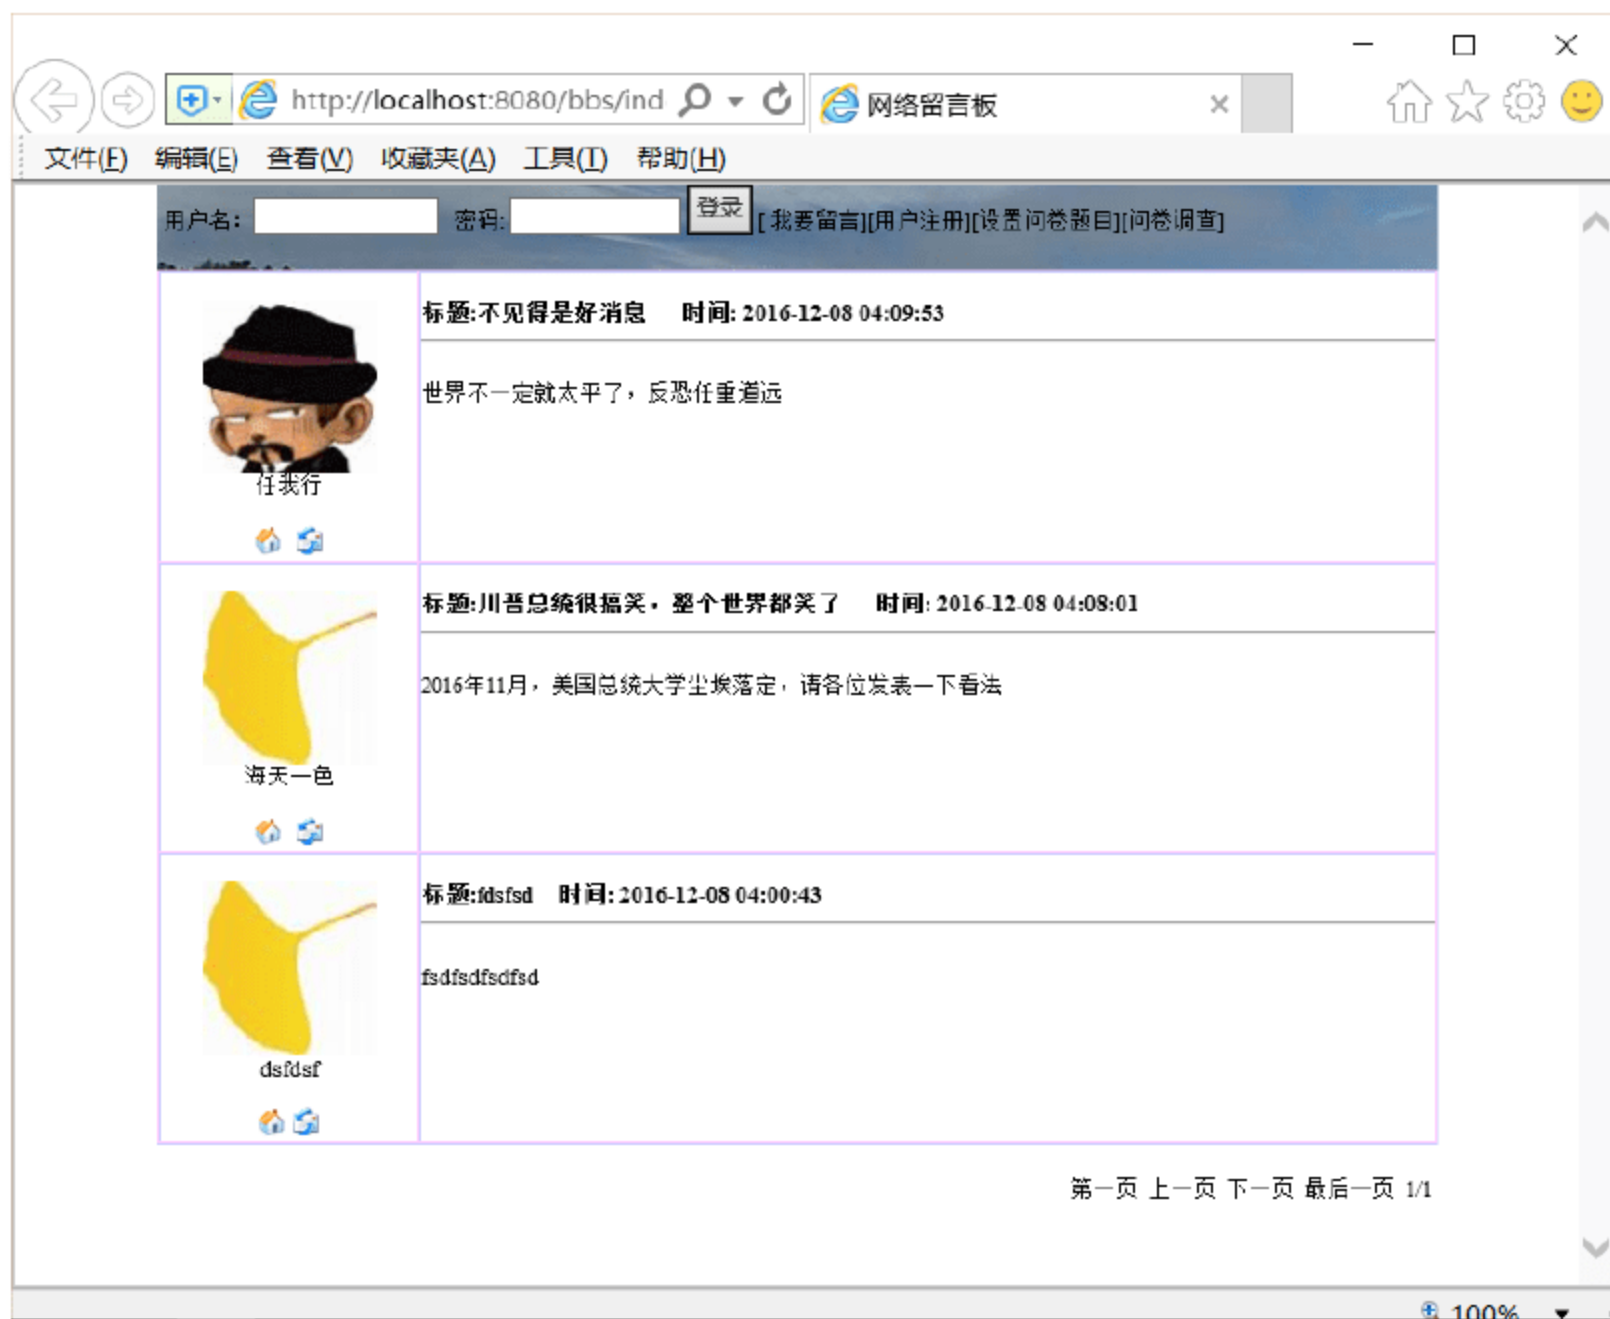 http://localhost:8080/bbs/ind
网络留言板
文件(F) 编辑(E) 查看(V) 收藏夹(A) 工具(T) 帮助(H)
用户名: 密码: 登录 [ 我要留言][用户注册][设置问卷题目][问卷调查]
标题:不见得是好消息 时间: 2016-12-08 04:09:53
世界不一定就太平了，反恐任重道远
任我行
标题:川普总统很搞笑，整个世界都笑了 时间: 2016-12-08 04:08:01
2016年11月，美国总统大学尘埃落定，请各位发表一下看法
海天一色
标题:fdsfsd 时间: 2016-12-08 04:00:43
fsdfsdfsdfsd
dsfdsf
第一页 上一页 下一页 最后一页 1/1
100%